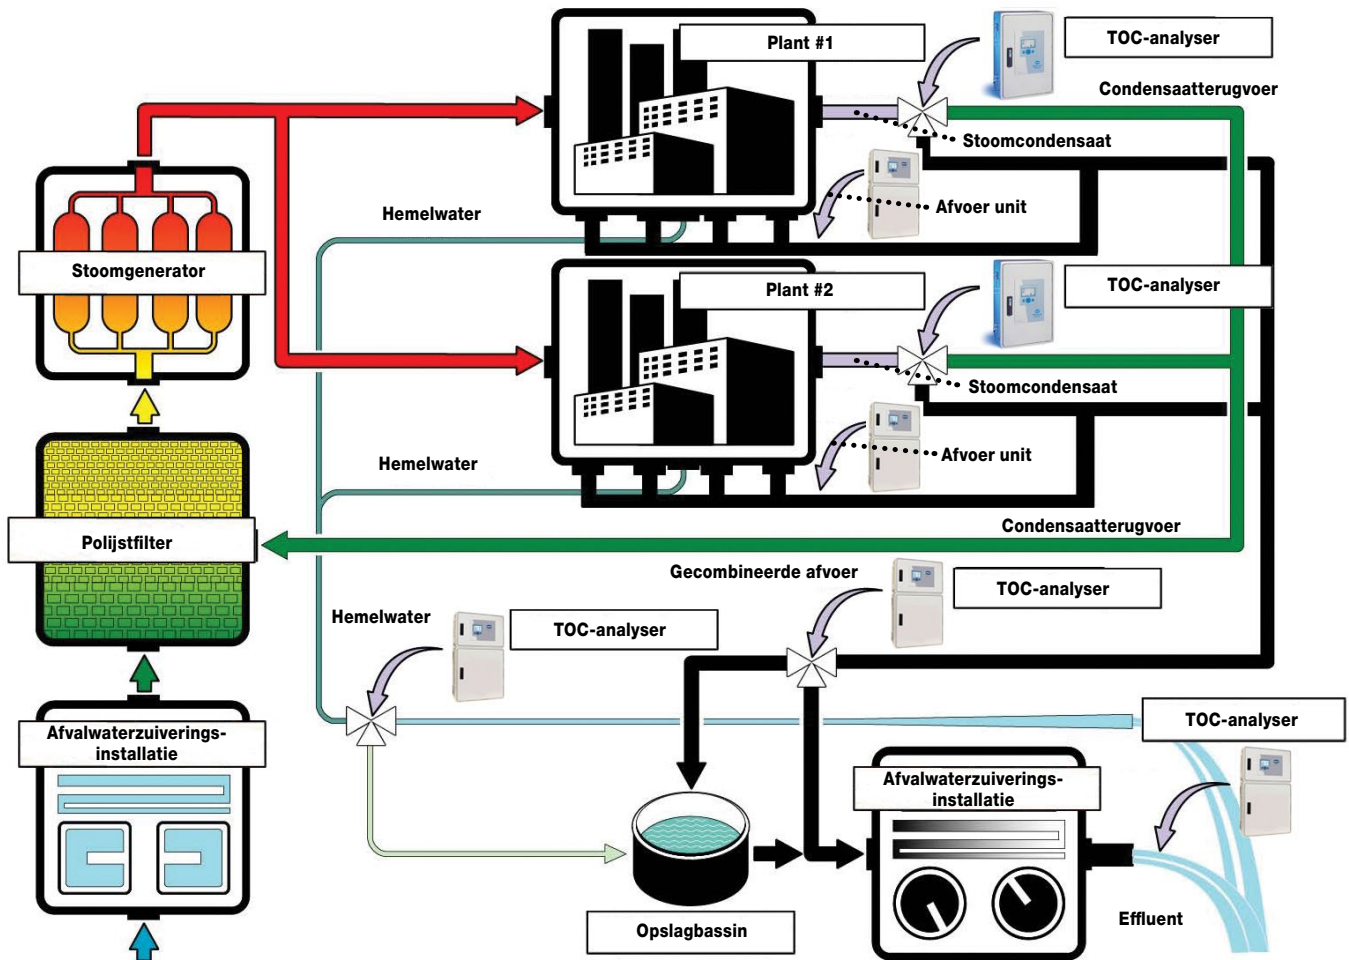 Plant #1
TOC-analyser
Condensaatterugvoer
Stoomcondensaat
Hemelwater
Afvoer unit
Stoomgenerator
Plant #2
TOC-analyser
Stoomcondensaat
Hemelwater
Afvoer unit
Condensaatterugvoer
Polijstfilter
Gecombineerde afvoer
TOC-analyser
Hemelwater
TOC-analyser
TOC-analyser
Afvalwaterzuiverings-
installatie
Afvalwaterzuiverings-
installatie
Effluent
Opslagbassin